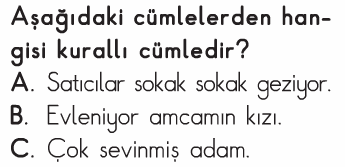 Aşağıdaki cümlelerden han-
gisi kurallı cümledir?
A. Satıcılar sokak sokak geziyor.
B. Evleniyor amcamın kızı.
C. Çok sevinmiş adam.